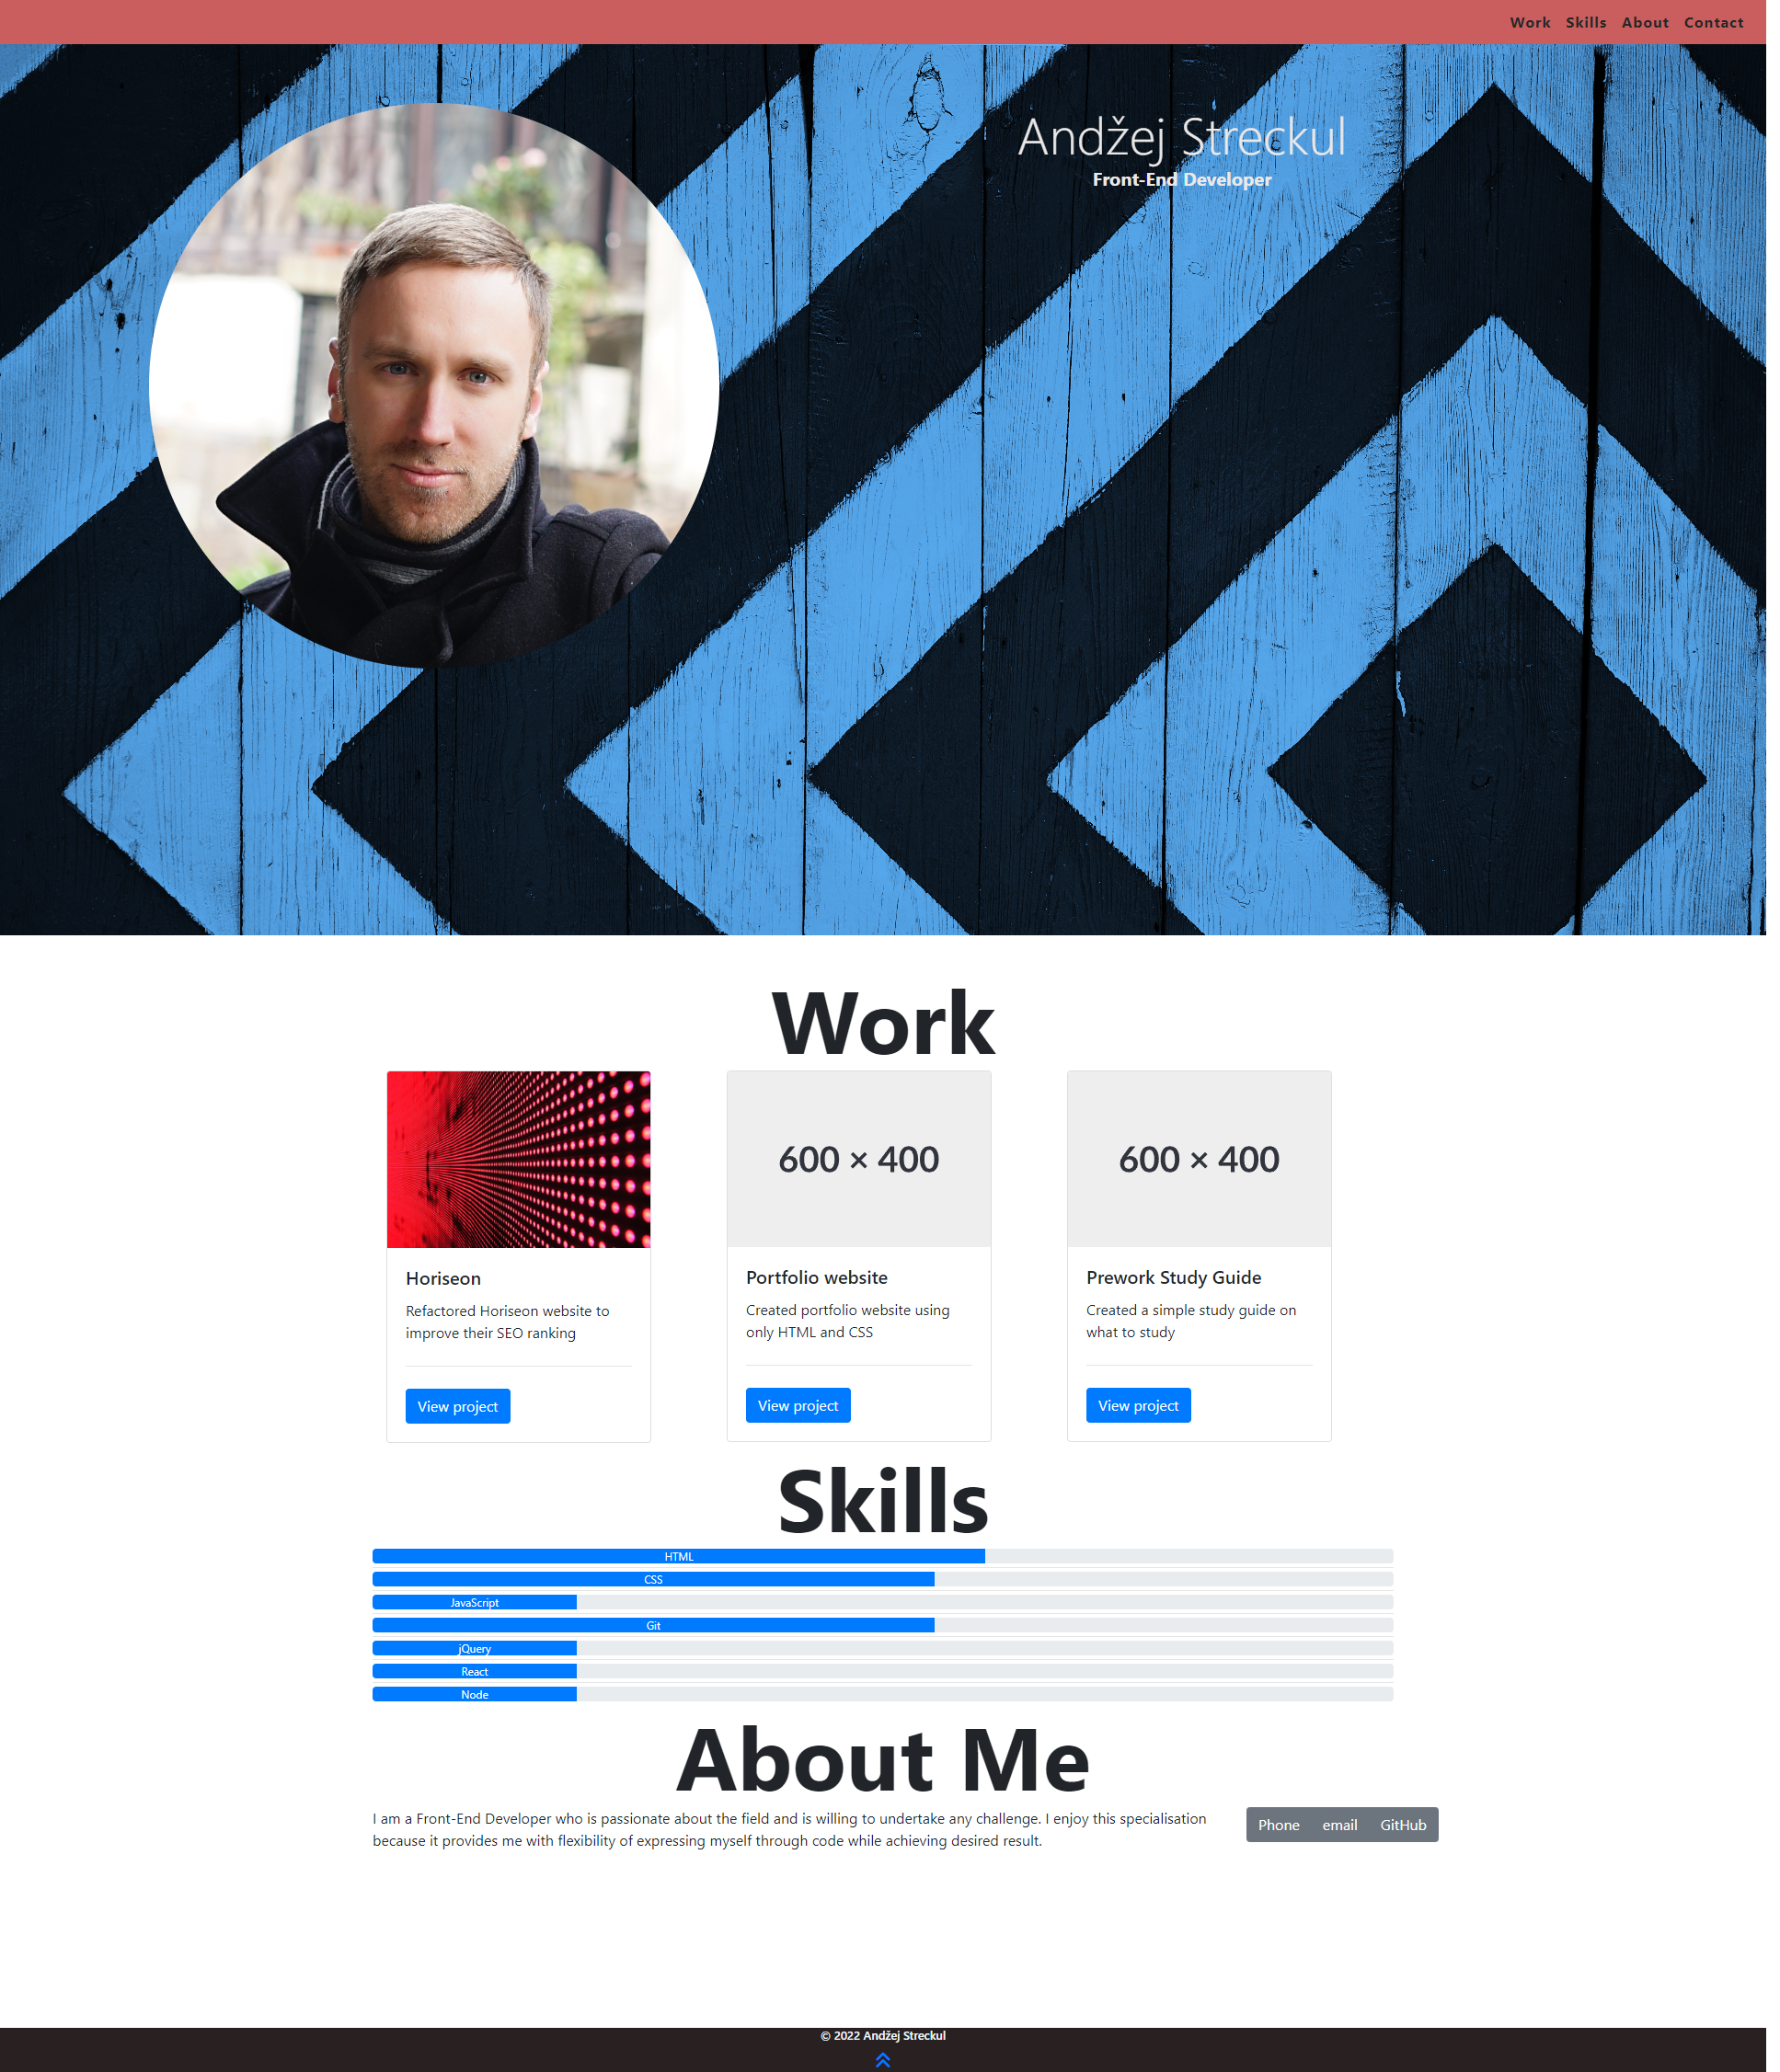 Work Skills About Contact
Andžej Streckul
Front-End Developer
Work
600 × 400
600 × 400
Horiseon
Refactored Horiseon website to
improve their SEO ranking
View project
Portfolio website
Created portfolio website using
only HTML and CSS
View project
Prework Study Guide
Created a simple study guide on
what to study
View project
Skills
HTML
CSS
JavaScript
Git
jQuery
React
Node
About Me
I am a Front-End Developer who is passionate about the field and is willing to undertake any challenge. I enjoy this specialisation
because it provides me with flexibility of expressing myself through code while achieving desired result.
Phone email GitHub
© 2022 Andžej Streckul